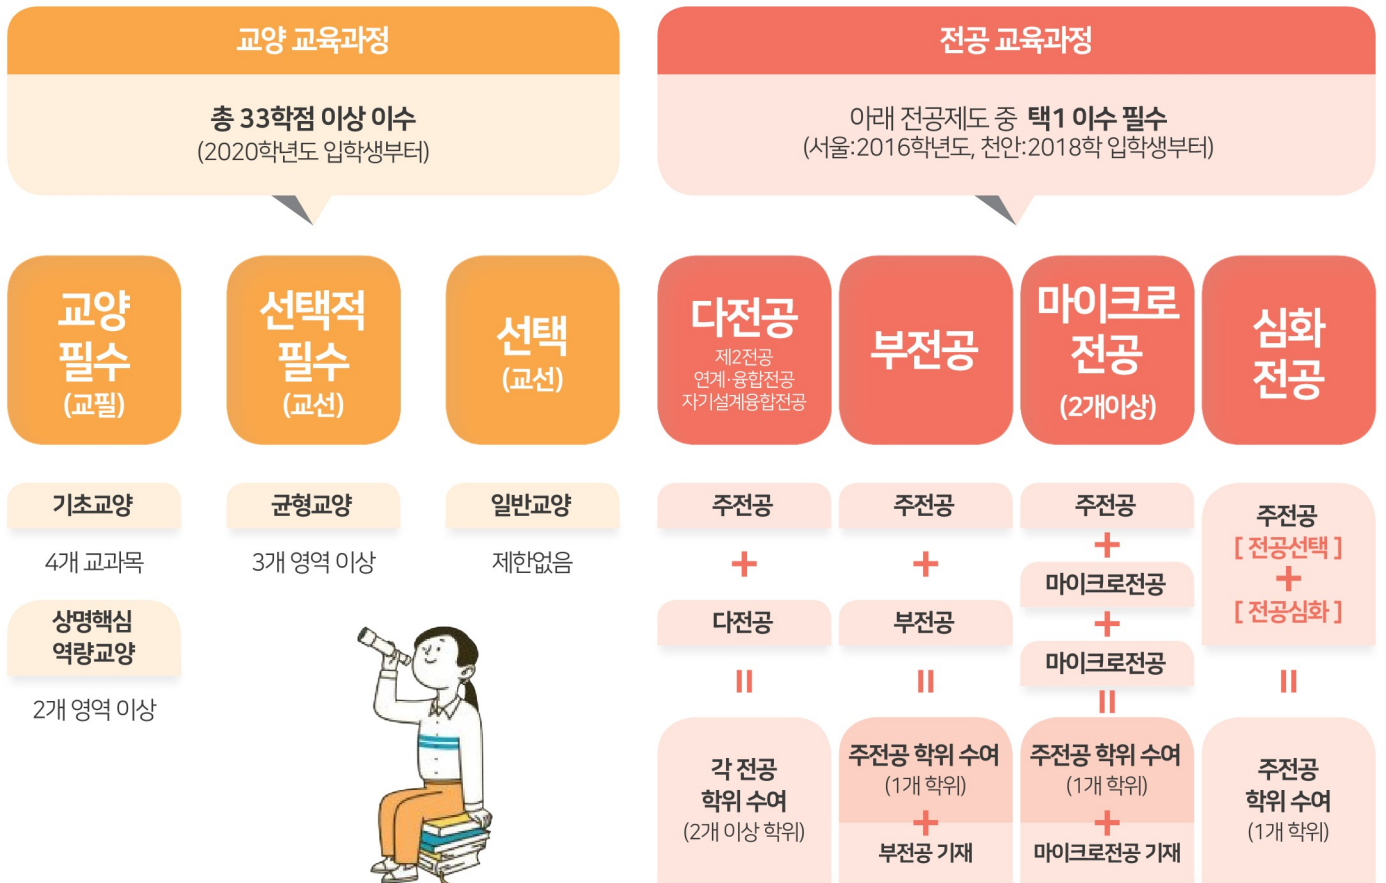 교양 교육과정
총 33학점 이상 이수
(2020학년도 입학생부터)
교양
필수
(교필)
선택적
필수
(교선)
선택
(교선)
기초교양
4개 교과목
상명핵심
역량교양
2개 영역 이상
균형교양
3개 영역 이상
일반교양
제한없음
전공 교육과정
아래 전공제도 중 택1 이수 필수
(서울:2016학년도, 천안:2018학 입학생부터)
다전공
제2전공
연계·융합전공
자기설계융합전공
주전공
+
다전공
=
각 전공
학위 수여
(2개 이상 학위)
부전공
주전공
+
부전공
=
주전공 학위 수여
(1개 학위)
+
부전공 기재
마이크로
전공
(2개이상)
주전공
+
마이크로전공
+
마이크로전공
=
주전공 학위 수여
(1개 학위)
+
마이크로전공 기재
심화
전공
주전공
[ 전공선택 ]
+
[ 전공심화 ]
=
주전공
학위 수여
(1개 학위)